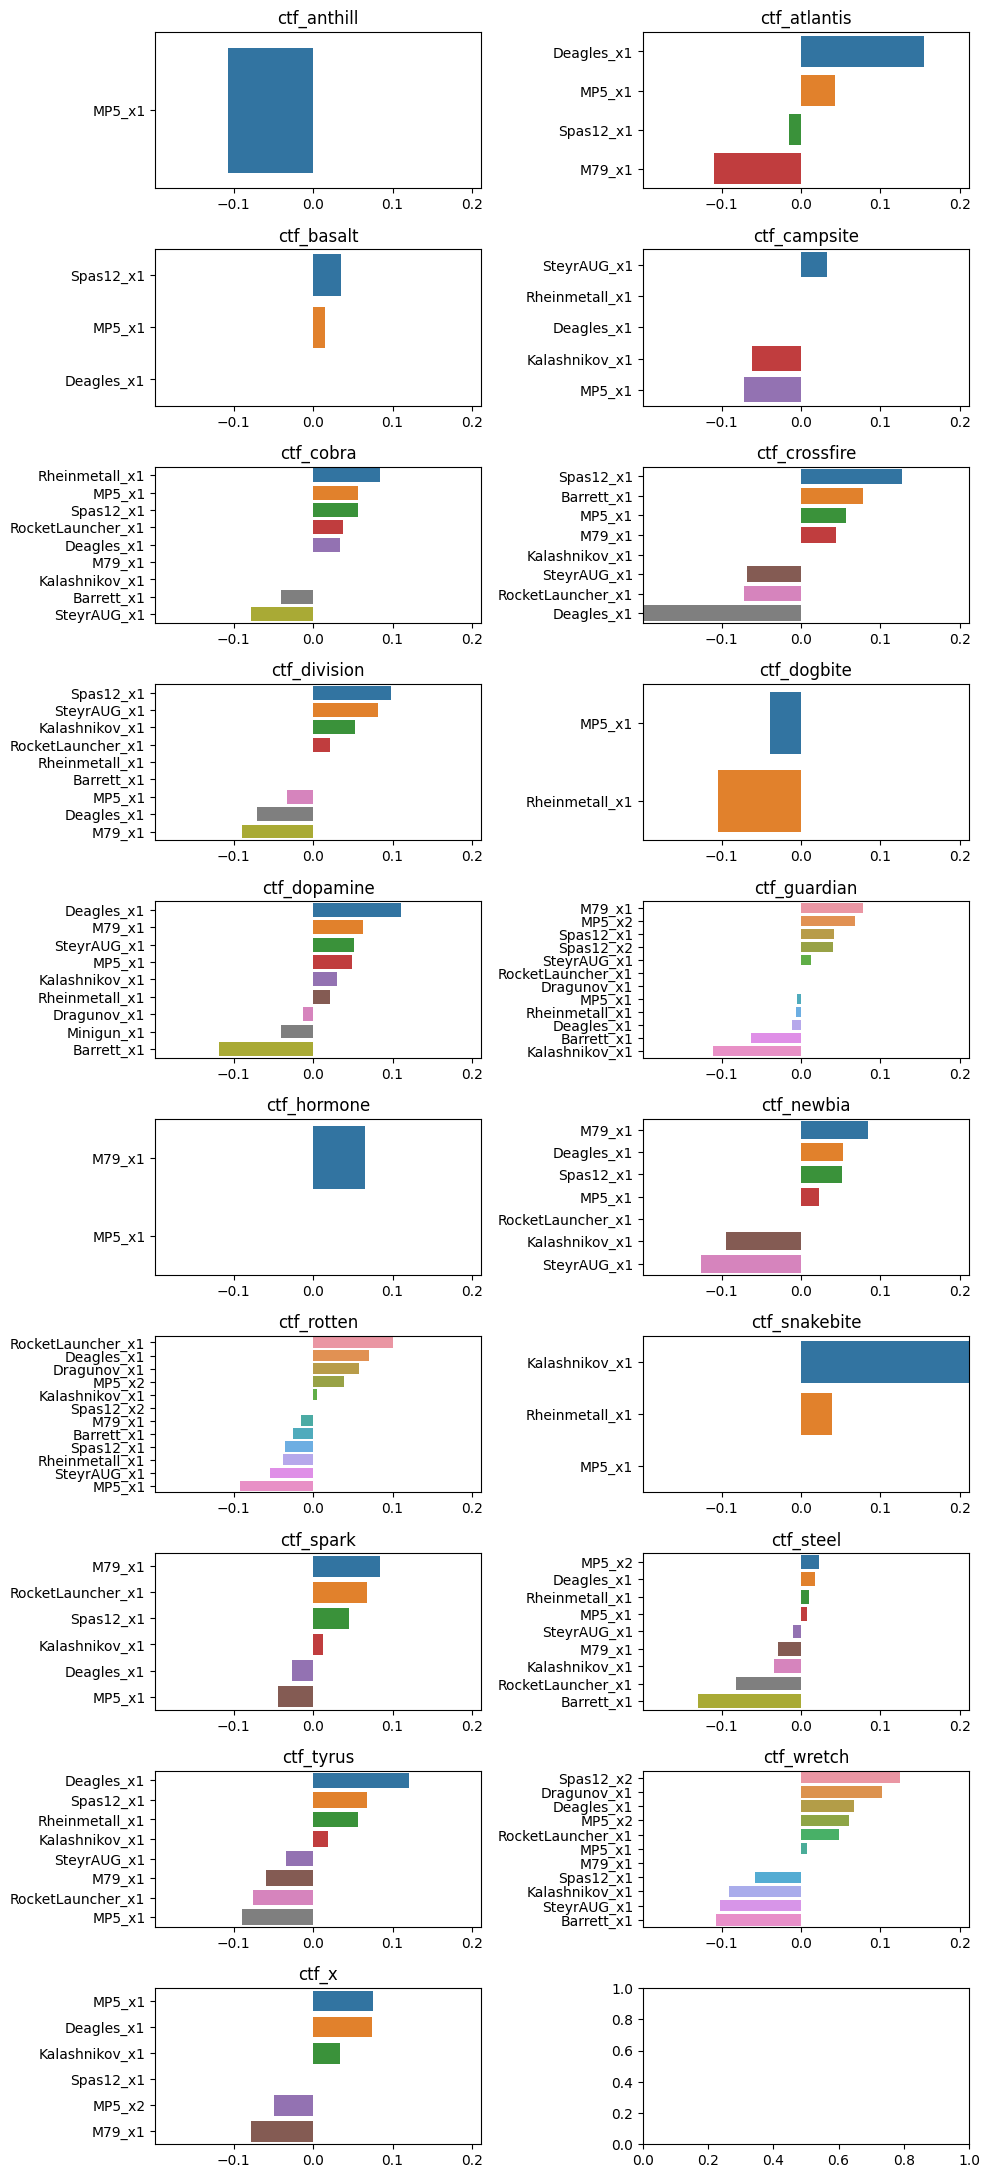 ctf_anthill
MP5_x1
−0.1 0.0 0.1 0.2
ctf_atlantis
Deagles_x1
MP5_x1
Spas12_x1
M79_x1
−0.1 0.0 0.1 0.2
ctf_basalt
Spas12_x1
MP5_x1
Deagles_x1
−0.1 0.0 0.1 0.2
ctf_campsite
SteyrAUG_x1
Rheinmetall_x1
Deagles_x1
Kalashnikov_x1
MP5_x1
−0.1 0.0 0.1 0.2
ctf_cobra
Rheinmetall_x1
MP5_x1
Spas12_x1
RocketLauncher_x1
Deagles_x1
M79_x1
Kalashnikov_x1
Barrett_x1
SteyrAUG_x1
−0.1 0.0 0.1 0.2
ctf_crossfire
Spas12_x1
Barrett_x1
MP5_x1
M79_x1
Kalashnikov_x1
SteyrAUG_x1
RocketLauncher_x1
Deagles_x1
−0.1 0.0 0.1 0.2
ctf_division
Spas12_x1
SteyrAUG_x1
Kalashnikov_x1
RocketLauncher_x1
Rheinmetall_x1
Barrett_x1
MP5_x1
Deagles_x1
M79_x1
−0.1 0.0 0.1 0.2
ctf_dogbite
MP5_x1
Rheinmetall_x1
−0.1 0.0 0.1 0.2
ctf_dopamine
Deagles_x1
M79_x1
SteyrAUG_x1
MP5_x1
Kalashnikov_x1
Rheinmetall_x1
Dragunov_x1
Minigun_x1
Barrett_x1
−0.1 0.0 0.1 0.2
ctf_guardian
M79_x1
MP5_x2
Spas12_x1
Spas12_x2
SteyrAUG_x1
RocketLauncher_x1
Dragunov_x1
MP5_x1
Rheinmetall_x1
Deagles_x1
Barrett_x1
Kalashnikov_x1
−0.1 0.0 0.1 0.2
ctf_hormone
M79_x1
MP5_x1
−0.1 0.0 0.1 0.2
ctf_newbia
M79_x1
Deagles_x1
Spas12_x1
MP5_x1
RocketLauncher_x1
Kalashnikov_x1
SteyrAUG_x1
−0.1 0.0 0.1 0.2
ctf_rotten
RocketLauncher_x1
Deagles_x1
Dragunov_x1
MP5_x2
Kalashnikov_x1
Spas12_x2
M79_x1
Barrett_x1
Spas12_x1
Rheinmetall_x1
SteyrAUG_x1
MP5_x1
−0.1 0.0 0.1 0.2
ctf_snakebite
Kalashnikov_x1
Rheinmetall_x1
MP5_x1
−0.1 0.0 0.1 0.2
ctf_spark
M79_x1
RocketLauncher_x1
Spas12_x1
Kalashnikov_x1
Deagles_x1
MP5_x1
−0.1 0.0 0.1 0.2
ctf_steel
MP5_x2
Deagles_x1
Rheinmetall_x1
MP5_x1
SteyrAUG_x1
M79_x1
Kalashnikov_x1
RocketLauncher_x1
Barrett_x1
−0.1 0.0 0.1 0.2
ctf_tyrus
Deagles_x1
Spas12_x1
Rheinmetall_x1
Kalashnikov_x1
SteyrAUG_x1
M79_x1
RocketLauncher_x1
MP5_x1
−0.1 0.0 0.1 0.2
ctf_wretch
Spas12_x2
Dragunov_x1
Deagles_x1
MP5_x2
RocketLauncher_x1
MP5_x1
M79_x1
Spas12_x1
Kalashnikov_x1
SteyrAUG_x1
Barrett_x1
−0.1 0.0 0.1 0.2
ctf_x
MP5_x1
Deagles_x1
Kalashnikov_x1
Spas12_x1
MP5_x2
M79_x1
−0.1 0.0 0.1 0.2
1.0
0.8
0.6
0.4
0.2
0.0
0.0 0.2 0.4 0.6 0.8 1.0